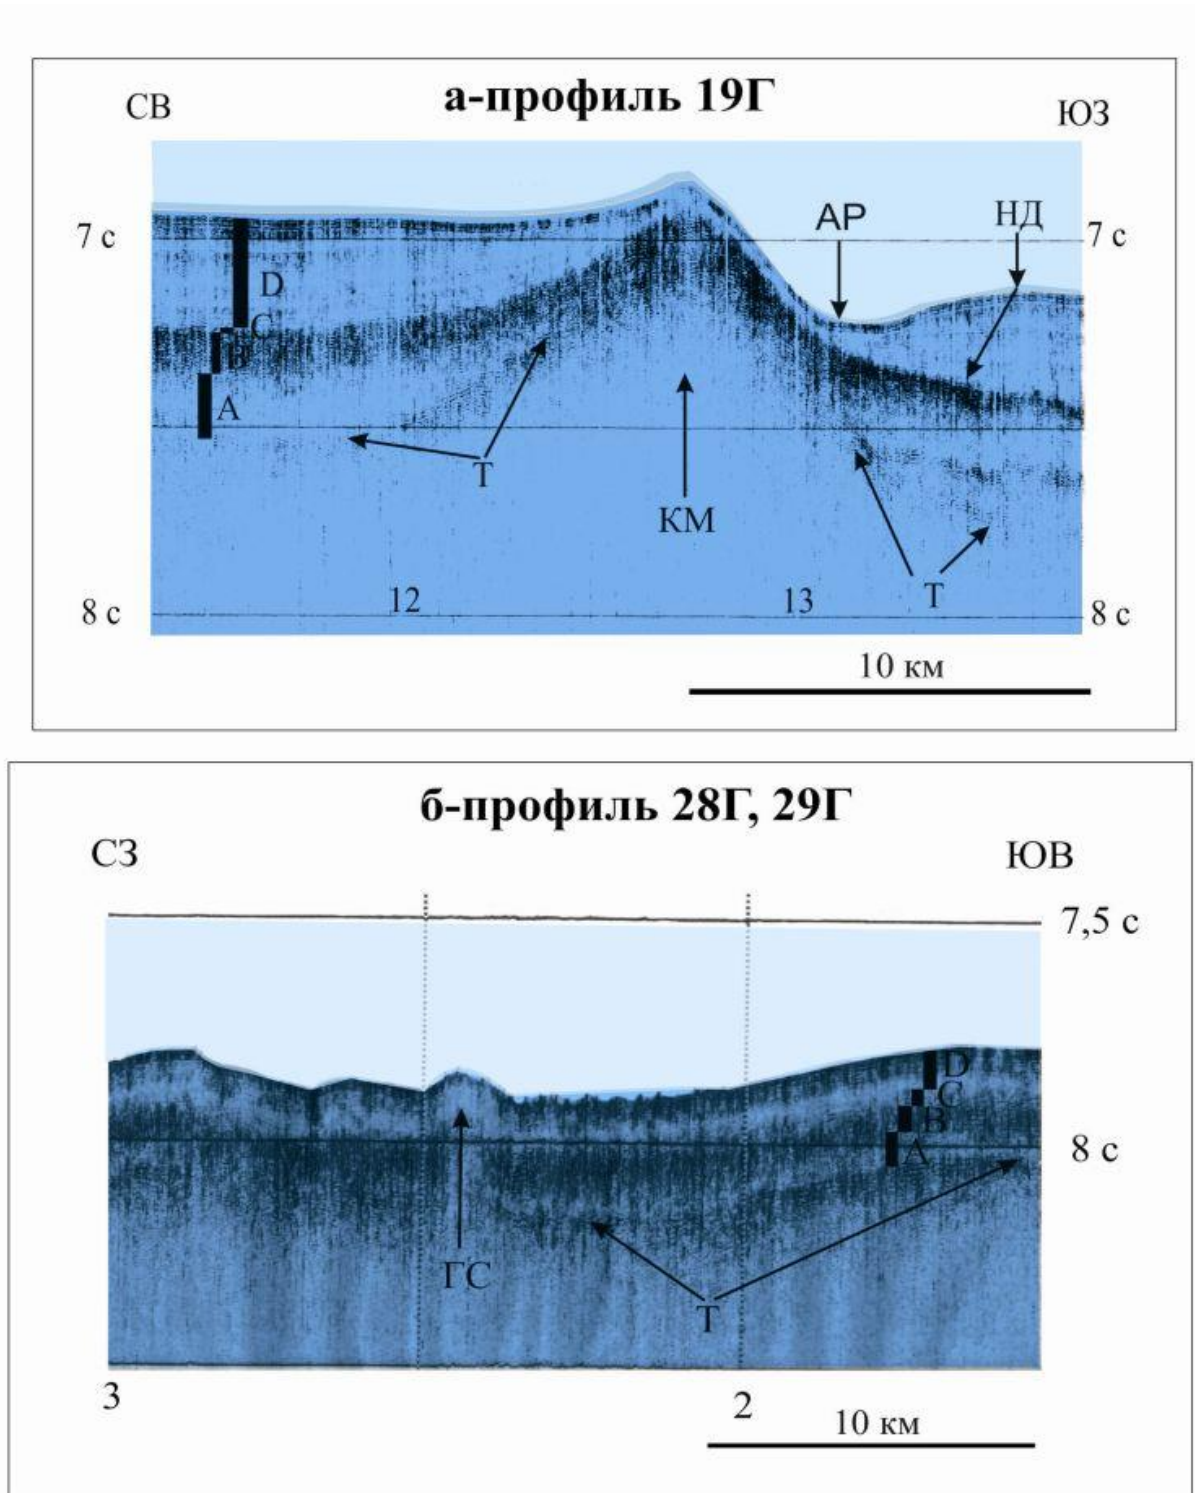 а-профиль 19Г
СВ
ЮЗ
АР
НД
7 с
7 с
D
C
B
A
Т
КМ
Т
12
13
8 с
8 с
10 км
б-профиль 28Г, 29Г
СЗ
ЮВ
7,5 с
D
C
B
A
8 с
ГС
Т
3
2
10 км